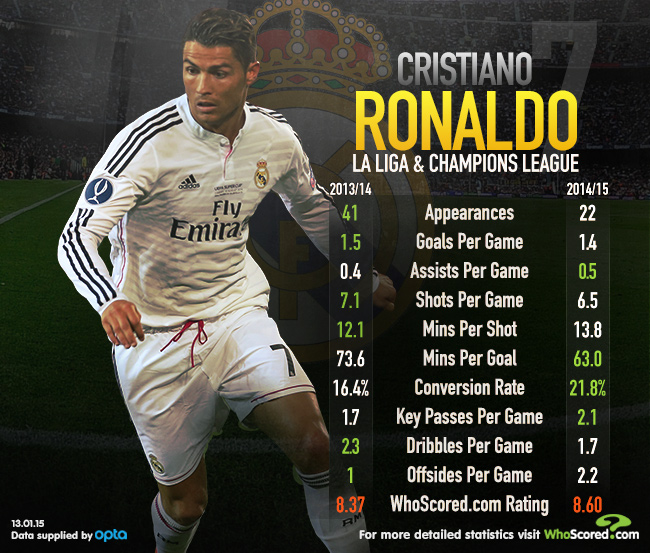 7
CRISTIANO
RONALDO
LA LIGA & CHAMPIONS LEAGUE
2013/14 2014/15
41 Appearances 22
1.5 Goals Per Game 1.4
0.4 Assists Per Game 0.5
7.1 Shots Per Game 6.5
12.1 Mins Per Shot 13.8
73.6 Mins Per Goal 63.0
16.4% Conversion Rate 21.8%
1.7 Key Passes Per Game 2.1
2.3 Dribbles Per Game 1.7
1 Offsides Per Game 2.2
8.37 WhoScored.com Rating 8.60
adidas
Fly
Emirates
7
RM
13.01.15
Data supplied by opta
For more detailed statistics visit WhoScored?.com